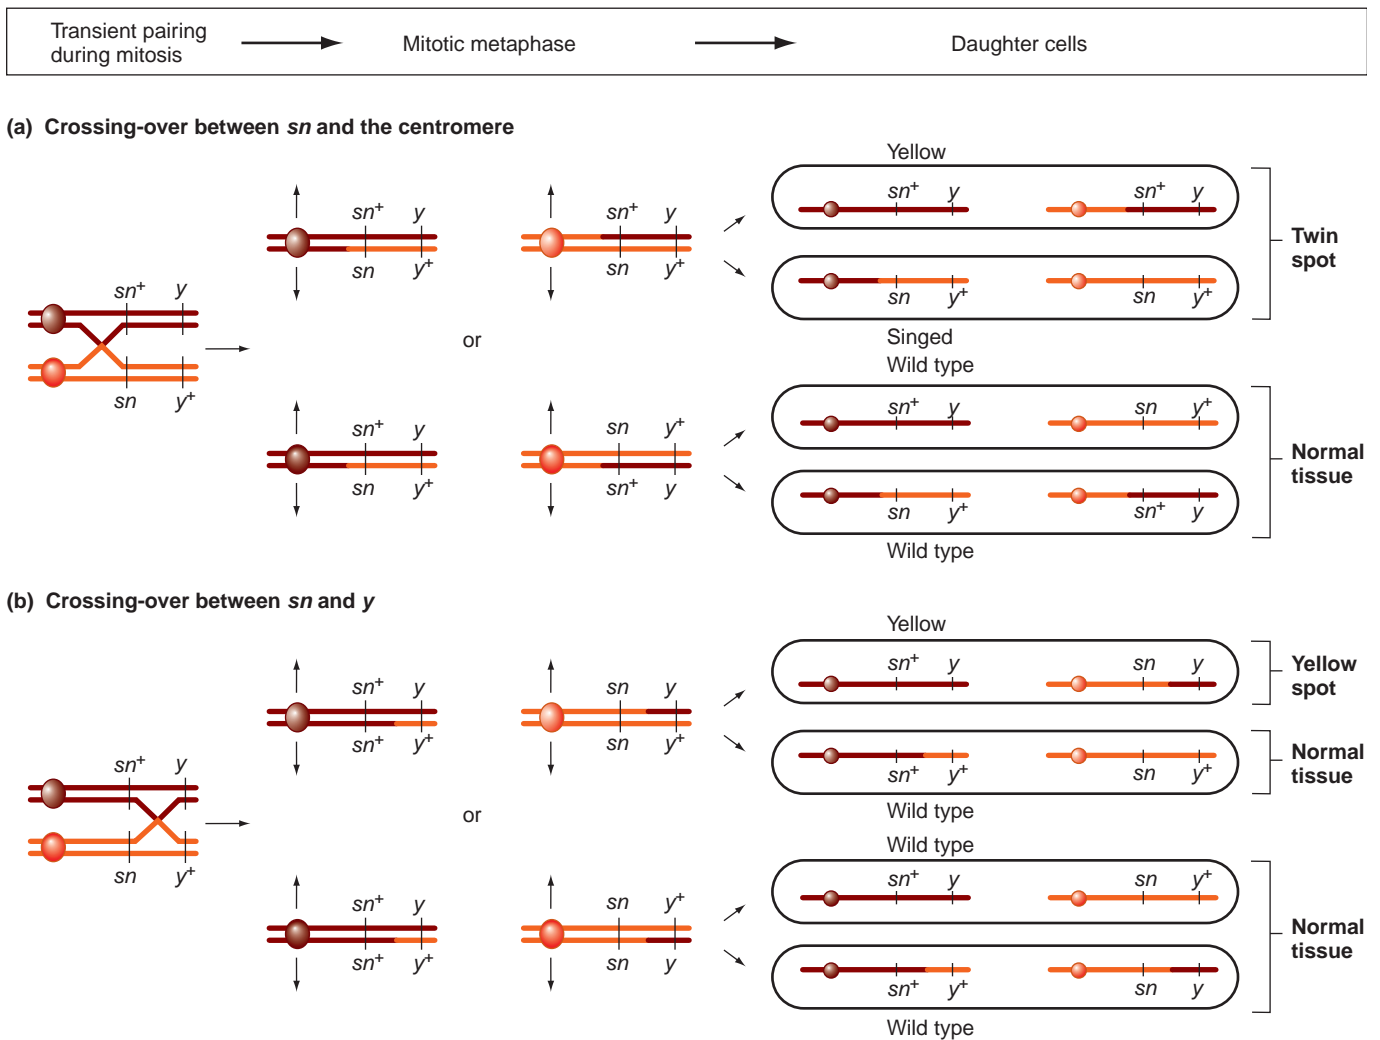 Transient pairing
during mitosis
Mitotic metaphase
Daughter cells
(a) Crossing-over between sn and the centromere
sn⁺ y
sn y⁺
sn⁺ y
sn y⁺
sn⁺ y
sn y⁺
Yellow
sn⁺ y sn⁺ y
sn y⁺ sn y⁺
Singed
Twin
spot
or
sn⁺ y
sn y⁺
sn y⁺
sn⁺ y
Wild type
sn⁺ y sn y⁺
sn y⁺ sn⁺ y
Wild type
Normal
tissue
(b) Crossing-over between sn and y
sn⁺ y
sn y⁺
sn⁺ y
sn⁺ y⁺
sn y
sn y⁺
Yellow
sn⁺ y sn y
Yellow
spot
sn⁺ y⁺ sn y⁺
Wild type
Normal
tissue
or
sn⁺ y
sn⁺ y⁺
sn y⁺
sn y
Wild type
sn⁺ y sn y⁺
sn⁺ y⁺ sn y
Wild type
Normal
tissue